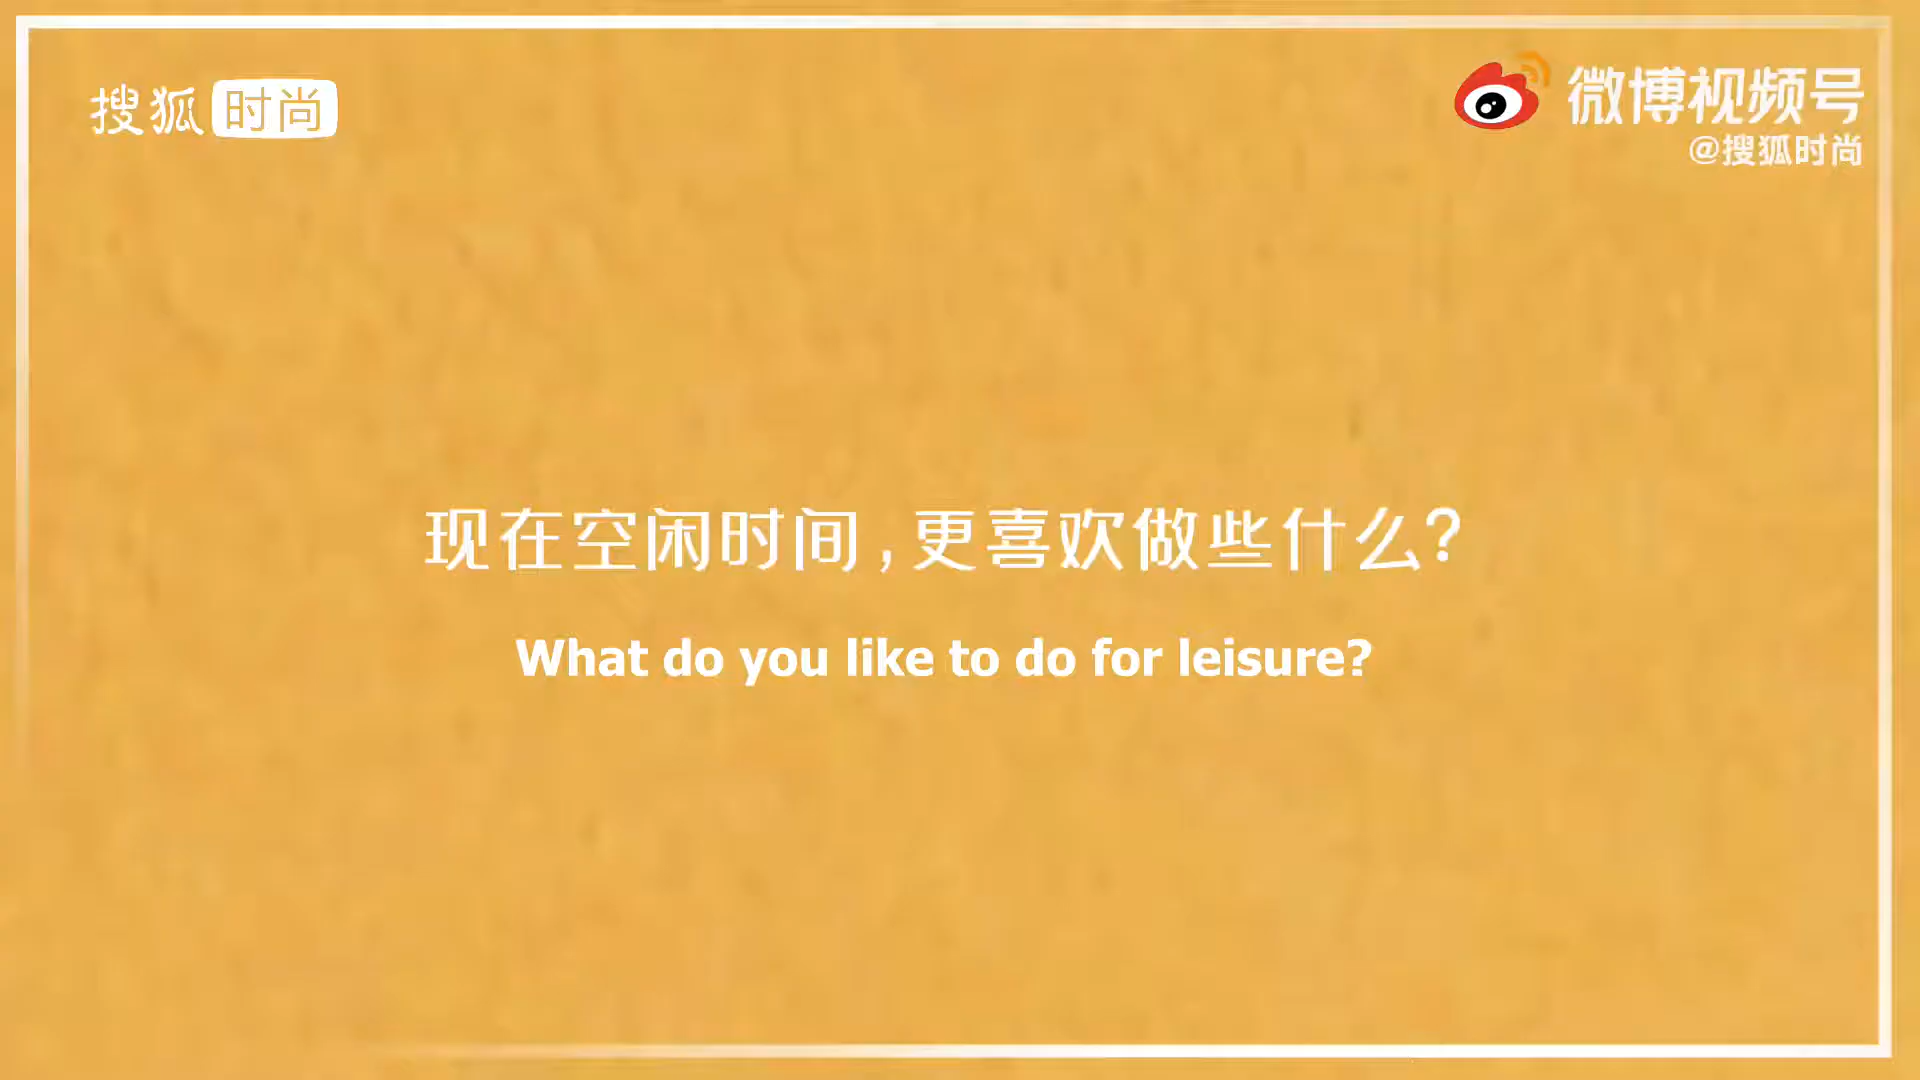 搜狐 时尚
微博视频号
@搜狐时尚
现在空闲时间,更喜欢做些什么?
What do you like to do for leisure?